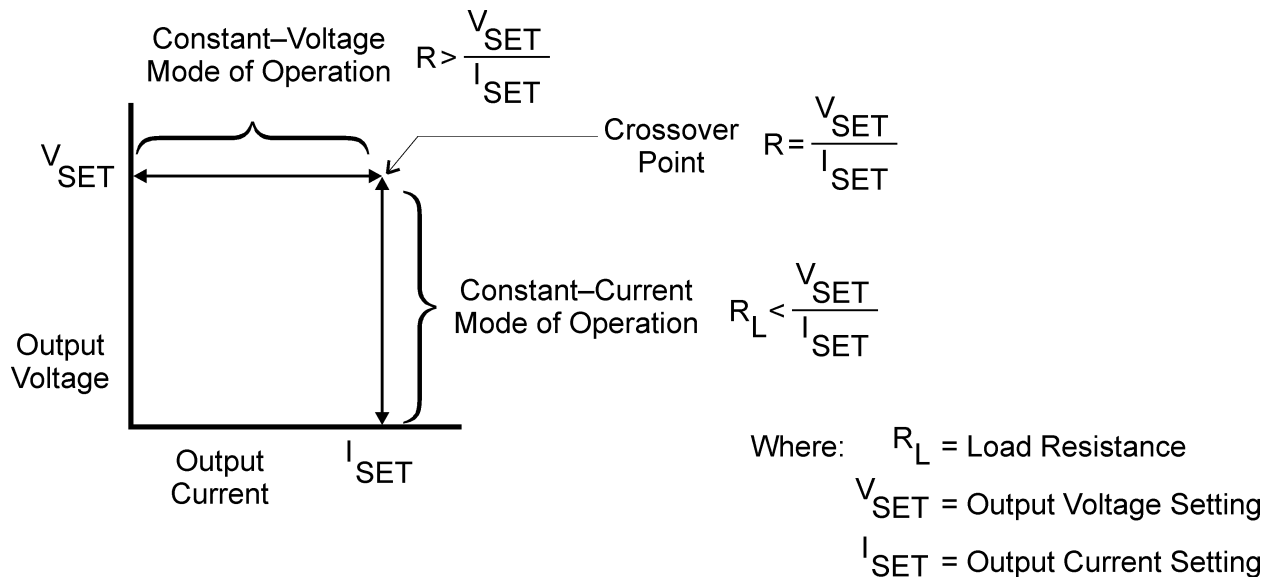 Constant–Voltage
Mode of Operation
R > V_SET / I_SET
Crossover
Point
R = V_SET / I_SET
V_SET
Constant–Current
Mode of Operation
R_L < V_SET / I_SET
Output
Voltage
Output
Current
I_SET
Where: R_L = Load Resistance
V_SET = Output Voltage Setting
I_SET = Output Current Setting